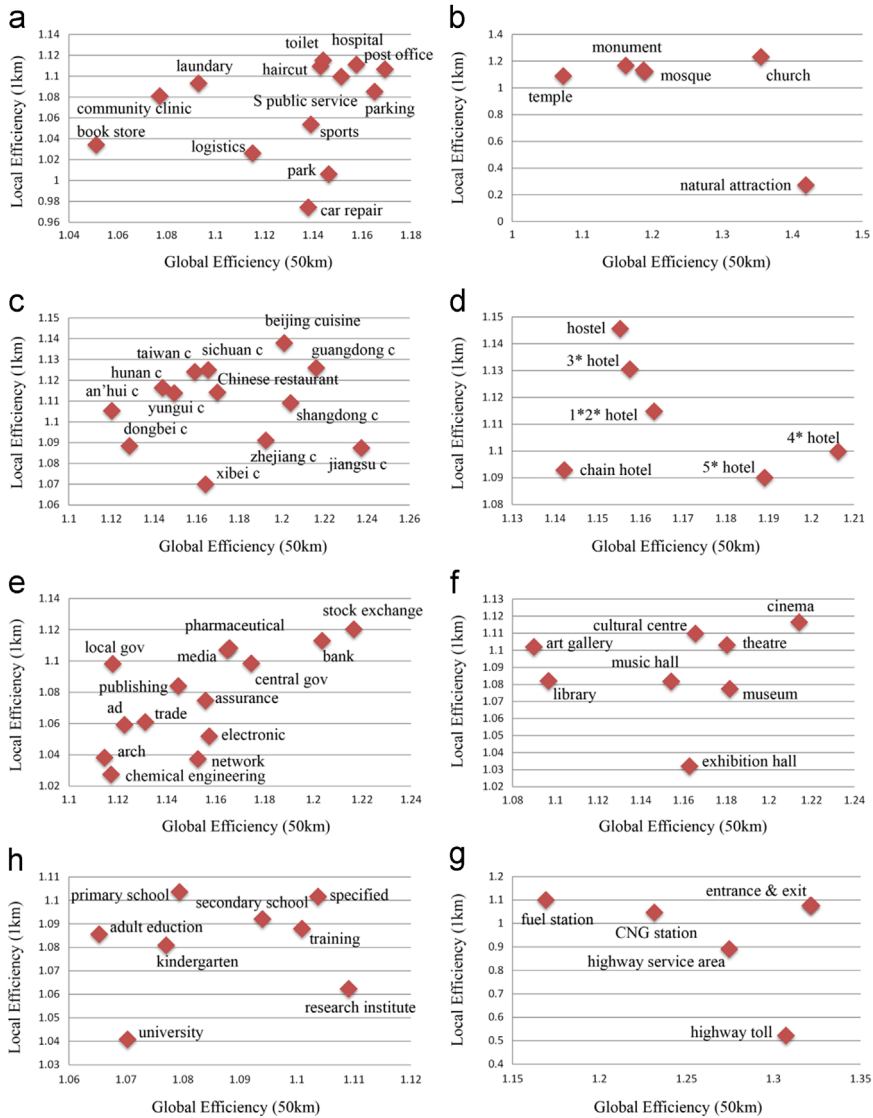 a
Local Efficiency (1km)
1.14
1.12
1.1
1.08
1.06
1.04
1.02
1
0.98
0.96
toilet
hospital
post office
haircut
laundary
S public service
parking
community clinic
book store
sports
logistics
park
car repair
1.04 1.06 1.08 1.1 1.12 1.14 1.16 1.18
Global Efficiency (50km)
b
Local Efficiency (1km)
1.4
1.2
1
0.8
0.6
0.4
0.2
0
monument
mosque
church
temple
natural attraction
1 1.1 1.2 1.3 1.4 1.5
Global Efficiency (50km)
c
Local Efficiency (1km)
1.15
1.14
1.13
1.12
1.11
1.1
1.09
1.08
1.07
1.06
beijing cuisine
taiwan c
sichuan c
guangdong c
hunan c
Chinese restaurant
an'hui c
yungui c
shangdong c
dongbei c
zhejiang c
jiangsu c
xibei c
1.1 1.12 1.14 1.16 1.18 1.2 1.22 1.24 1.26
Global Efficiency (50km)
d
Local Efficiency (1km)
1.15
1.14
1.13
1.12
1.11
1.1
1.09
1.08
hostel
3* hotel
1*2* hotel
4* hotel
chain hotel
5* hotel
1.13 1.14 1.15 1.16 1.17 1.18 1.19 1.2 1.21
Global Efficiency (50km)
e
Local Efficiency (1km)
1.14
1.12
1.1
1.08
1.06
1.04
1.02
stock exchange
pharmaceutical
bank
local gov
media
central gov
publishing
assurance
ad
trade
electronic
arch
network
chemical engineering
1.1 1.12 1.14 1.16 1.18 1.2 1.22 1.24
Global Efficiency (50km)
f
Local Efficiency (1km)
1.13
1.12
1.11
1.1
1.09
1.08
1.07
1.06
1.05
1.04
1.03
1.02
cinema
cultural centre
art gallery
theatre
music hall
library
museum
exhibition hall
1.08 1.1 1.12 1.14 1.16 1.18 1.2 1.22 1.24
Global Efficiency (50km)
h
Local Efficiency (1km)
1.11
1.1
1.09
1.08
1.07
1.06
1.05
1.04
1.03
primary school
secondary school
specified
adult eduction
training
kindergarten
research institute
university
1.06 1.07 1.08 1.09 1.1 1.11 1.12
Global Efficiency (50km)
g
Local Efficiency (1km)
1.2
1.1
1
0.9
0.8
0.7
0.6
0.5
0.4
entrance & exit
fuel station
CNG station
highway service area
highway toll
1.15 1.2 1.25 1.3 1.35
Global Efficiency (50km)